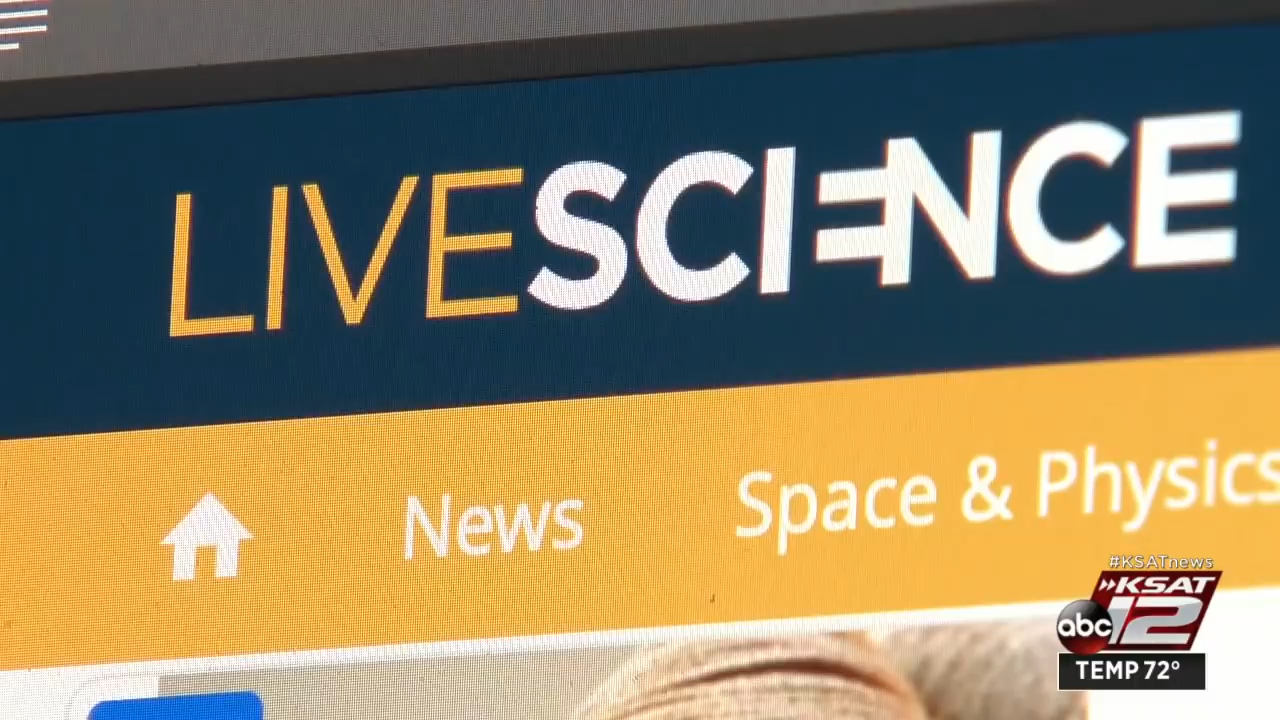 LIVESCIENCE
News
Space & Physics
#KSATnews
KSAT
abc 12
TEMP 72°